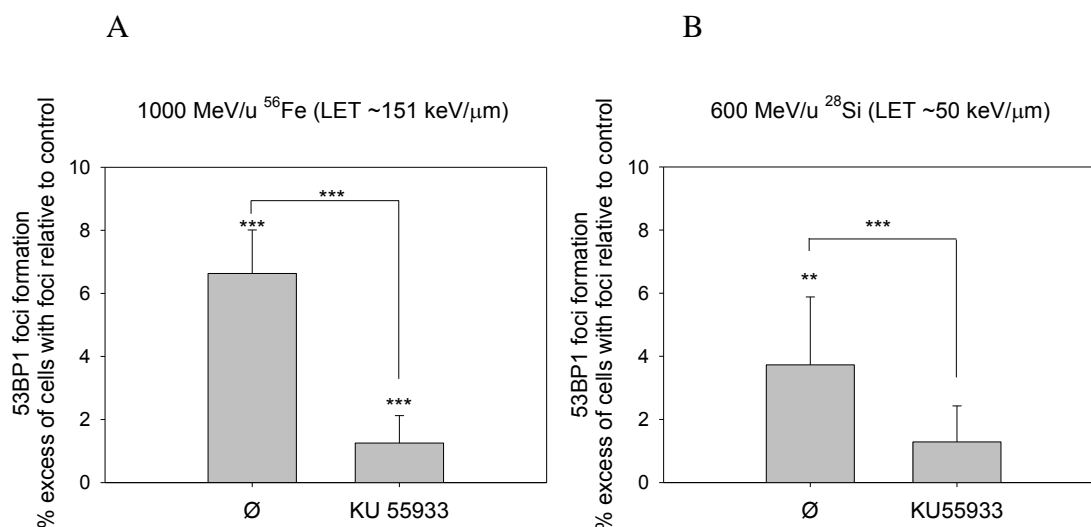 A
1000 MeV/u ⁵⁶Fe (LET ~151 keV/μm)
53BP1 foci formation
% excess of cells with foci relative to control
10
8
6
4
2
0
***
***
***
Ø
KU 55933
B
600 MeV/u ²⁸Si (LET ~50 keV/μm)
53BP1 foci formation
% excess of cells with foci relative to control
10
8
6
4
2
0
***
**
Ø
KU55933